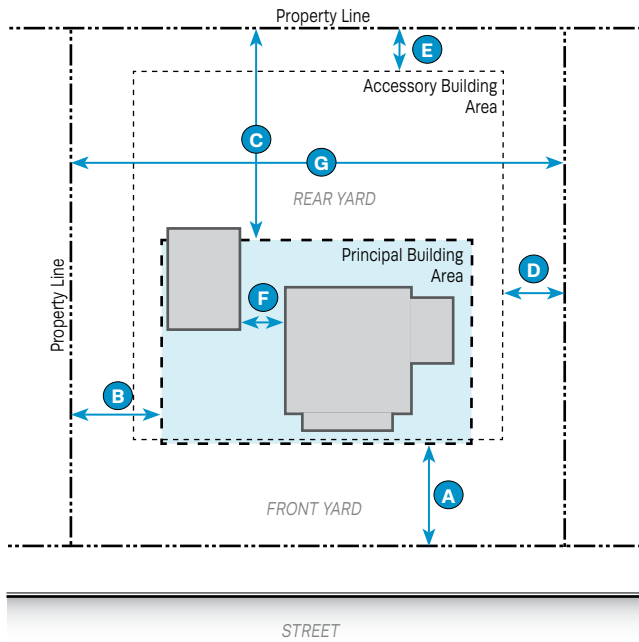 Property Line
E
Accessory Building
Area
C
G
REAR YARD
Principal Building
Area
Property Line
D
F
B
A
FRONT YARD
STREET